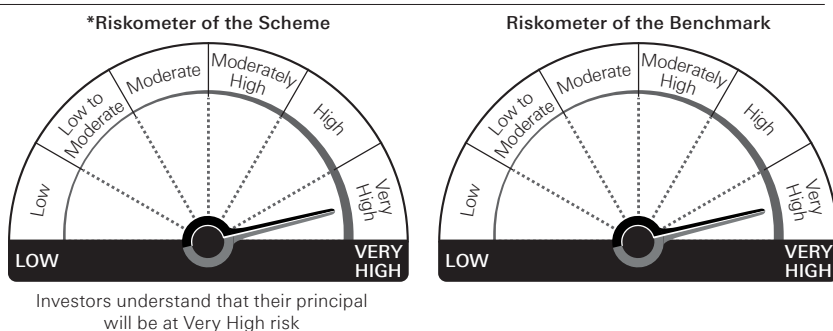 *Riskometer of the Scheme
Low
Low to
Moderate
Moderate
Moderately
High
High
Very
High
LOW
VERY
HIGH
Investors understand that their principal
will be at Very High risk
Riskometer of the Benchmark
Low
Low to
Moderate
Moderate
Moderately
High
High
Very
High
LOW
VERY
HIGH